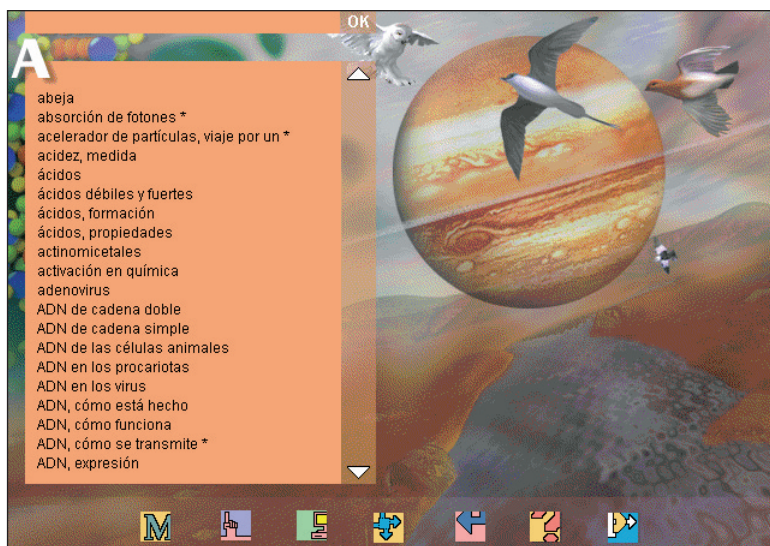 OK
A
abeja
absorción de fotones *
acelerador de partículas, viaje por un *
acidez, medida
ácidos
ácidos débiles y fuertes
ácidos, formación
ácidos, propiedades
actinomicetales
activación en química
adenovirus
ADN de cadena doble
ADN de cadena simple
ADN de las células animales
ADN en los procariotas
ADN en los virus
ADN, cómo está hecho
ADN, cómo funciona
ADN, cómo se transmite *
ADN, expresión
M